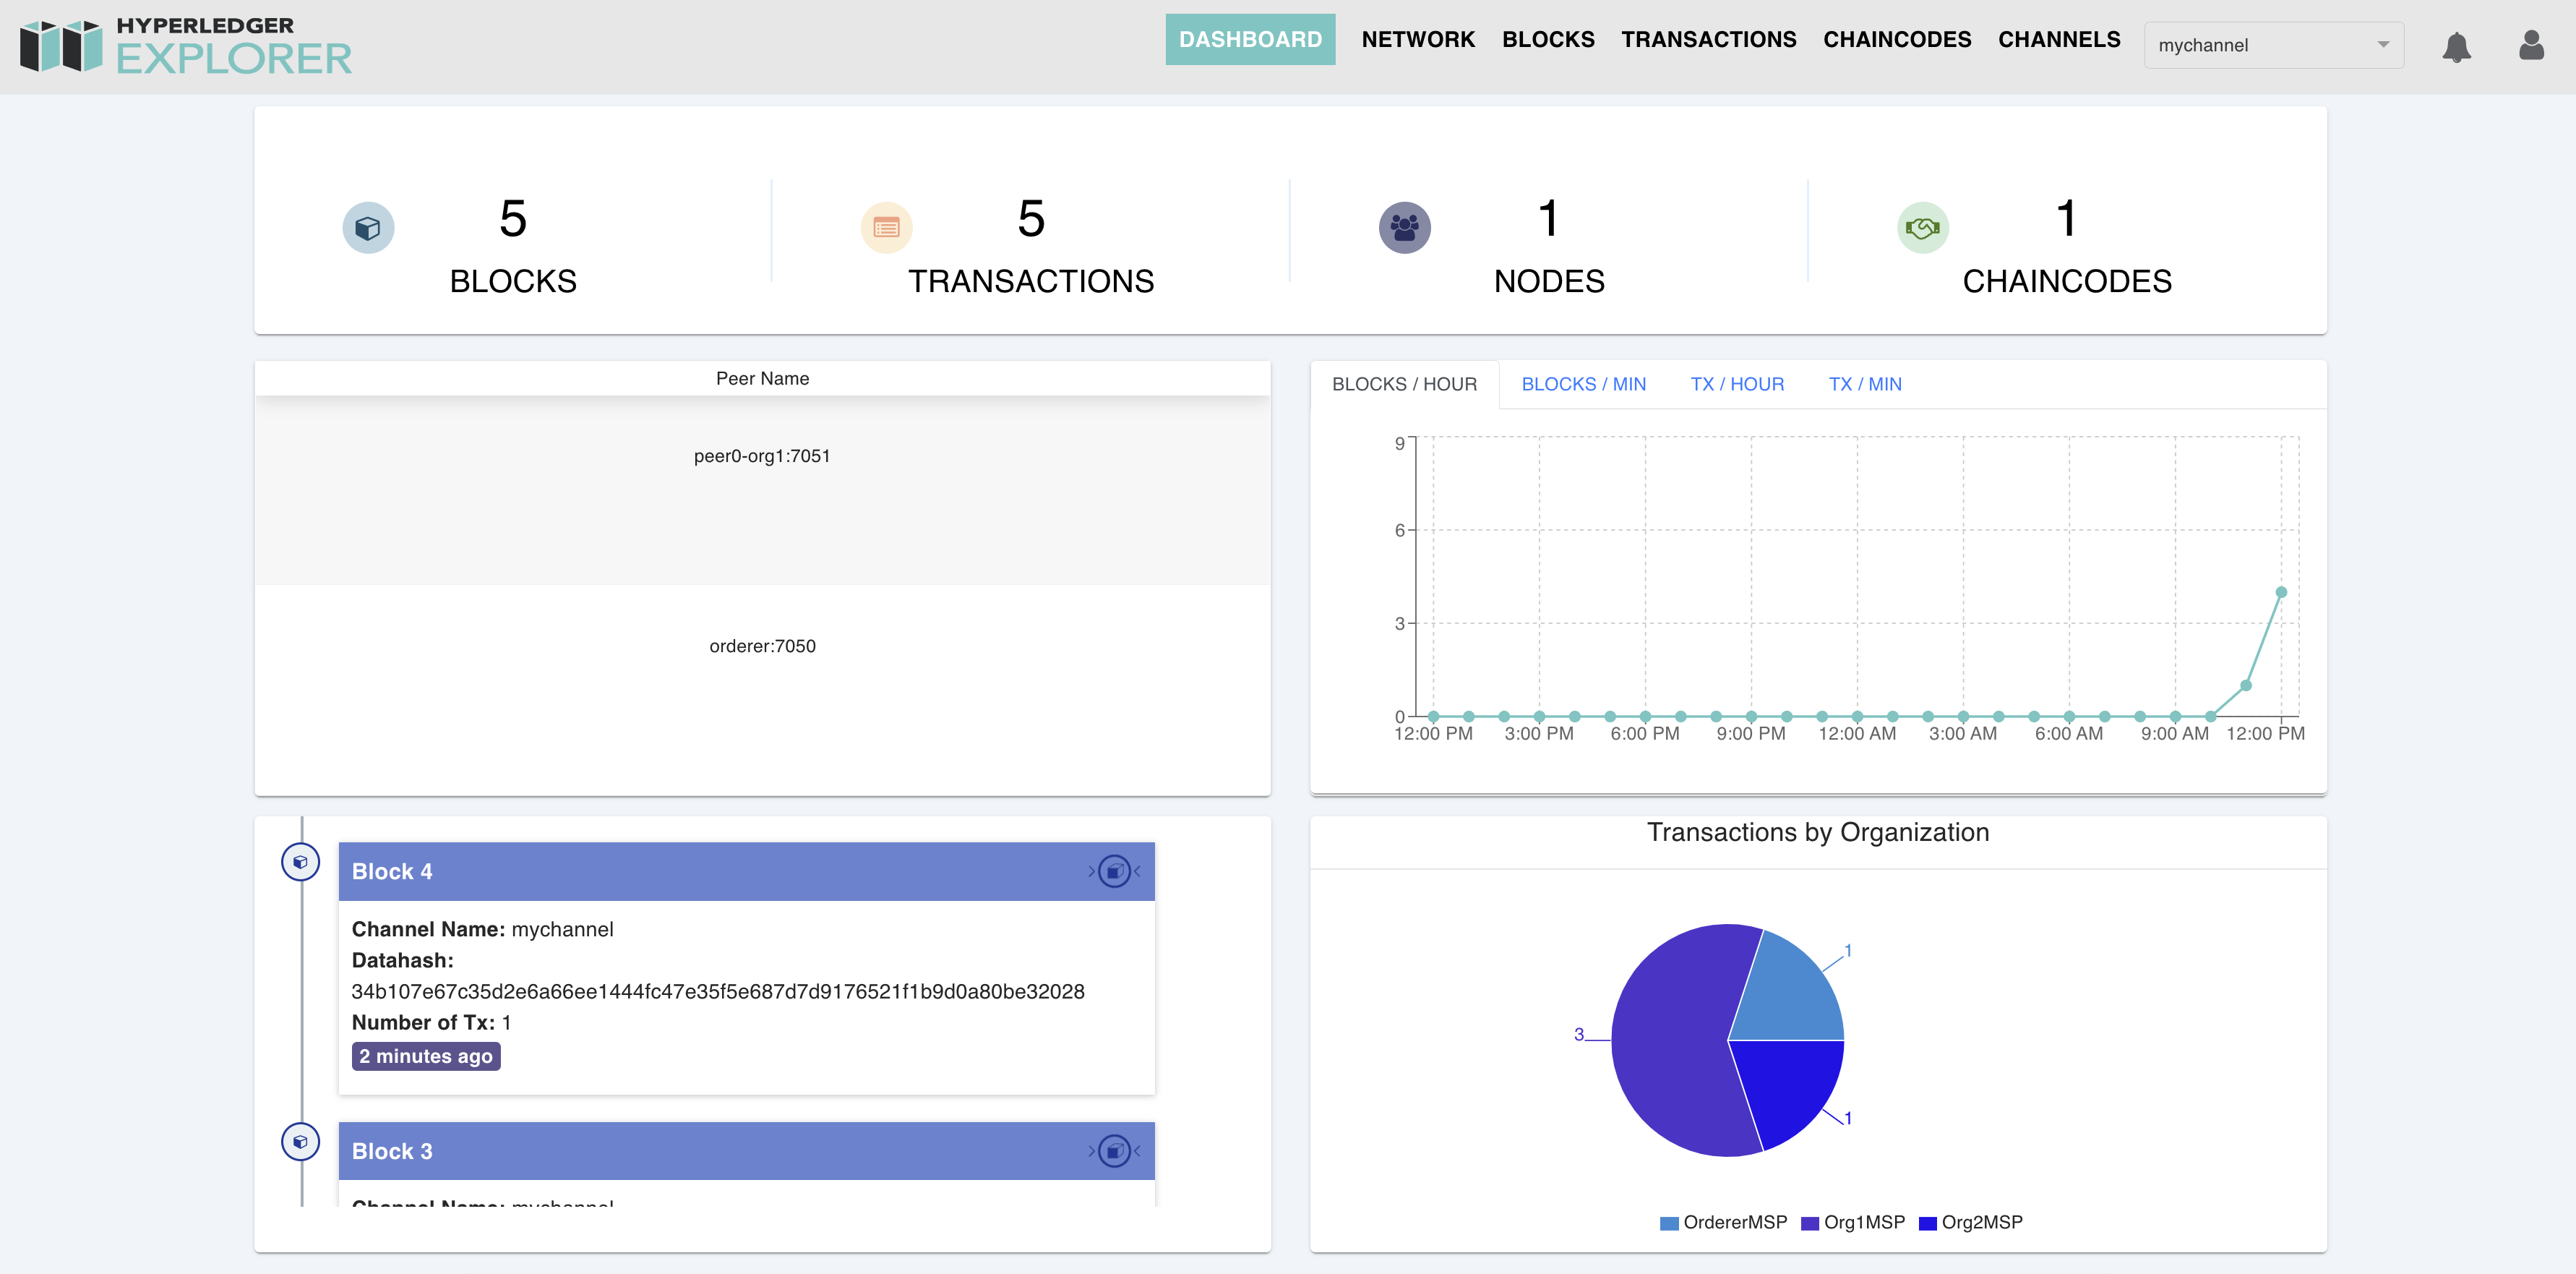 HYPERLEDGER
EXPLORER
DASHBOARD NETWORK BLOCKS TRANSACTIONS CHAINCODES CHANNELS mychannel
5 5 1 1
BLOCKS TRANSACTIONS NODES CHAINCODES
Peer Name
peer0-org1:7051
orderer:7050
BLOCKS / HOUR BLOCKS / MIN TX / HOUR TX / MIN
9
6
3
0
12:00 PM 3:00 PM 6:00 PM 9:00 PM 12:00 AM 3:00 AM 6:00 AM 9:00 AM 12:00 PM
Block 4
Channel Name: mychannel
Datahash:
34b107e67c35d2e6a66ee1444fc47e35f5e687d7d9176521f1b9d0a80be32028
Number of Tx: 1
2 minutes ago
Block 3
Channel Name: mychannel
Transactions by Organization
1
3
1
OrdererMSP Org1MSP Org2MSP